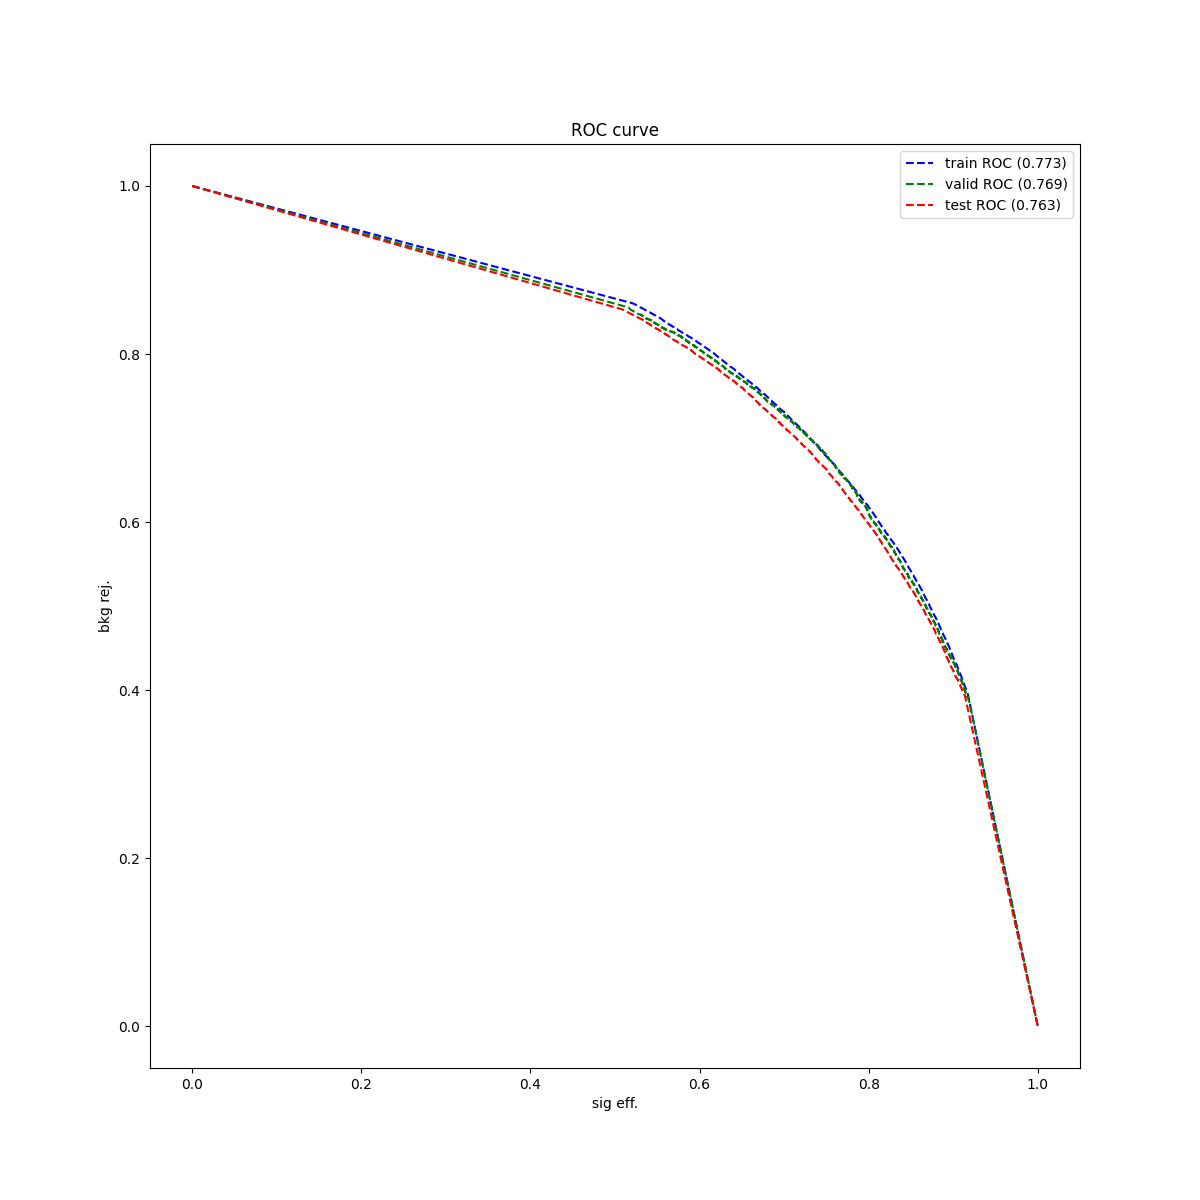 ROC curve
train ROC (0.773)
valid ROC (0.769)
test ROC (0.763)
1.0
0.8
0.6
0.4
0.2
0.0
bkg rej.
0.0 0.2 0.4 0.6 0.8 1.0
sig eff.